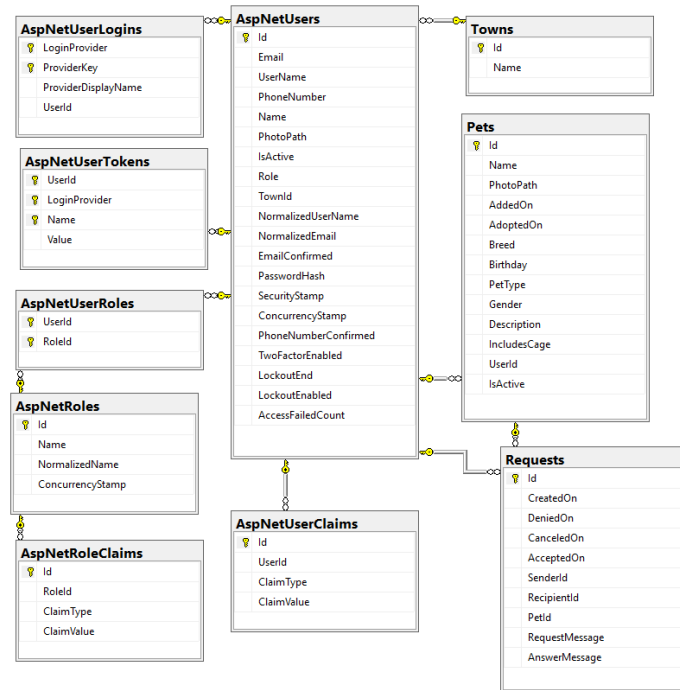 AspNetUserLogins
LoginProvider
ProviderKey
ProviderDisplayName
UserId
AspNetUserTokens
UserId
LoginProvider
Name
Value
AspNetUserRoles
UserId
RoleId
AspNetRoles
Id
Name
NormalizedName
ConcurrencyStamp
AspNetRoleClaims
Id
RoleId
ClaimType
ClaimValue
AspNetUsers
Id
Email
UserName
PhoneNumber
Name
PhotoPath
IsActive
Role
TownId
NormalizedUserName
NormalizedEmail
EmailConfirmed
PasswordHash
SecurityStamp
ConcurrencyStamp
PhoneNumberConfirmed
TwoFactorEnabled
LockoutEnd
LockoutEnabled
AccessFailedCount
AspNetUserClaims
Id
UserId
ClaimType
ClaimValue
Towns
Id
Name
Pets
Id
Name
PhotoPath
AddedOn
AdoptedOn
Breed
Birthday
PetType
Gender
Description
IncludesCage
UserId
IsActive
Requests
Id
CreatedOn
DeniedOn
CanceledOn
AcceptedOn
SenderId
RecipientId
PetId
RequestMessage
AnswerMessage